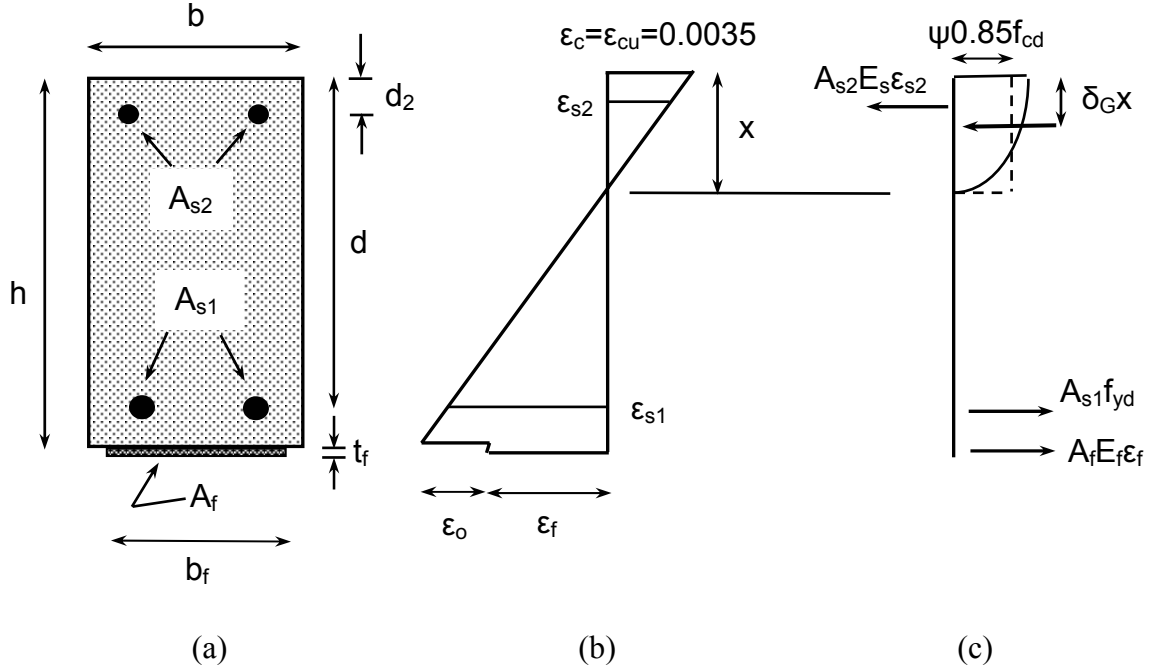 b
εc=εcu=0.0035
ψ0.85fcd
As2Esεs2
d2
εs2
δGx
x
As2
d
h
As1
As1fyd
εs1
tf
AfEfεf
Af
εo
εf
bf
(a)
(b)
(c)